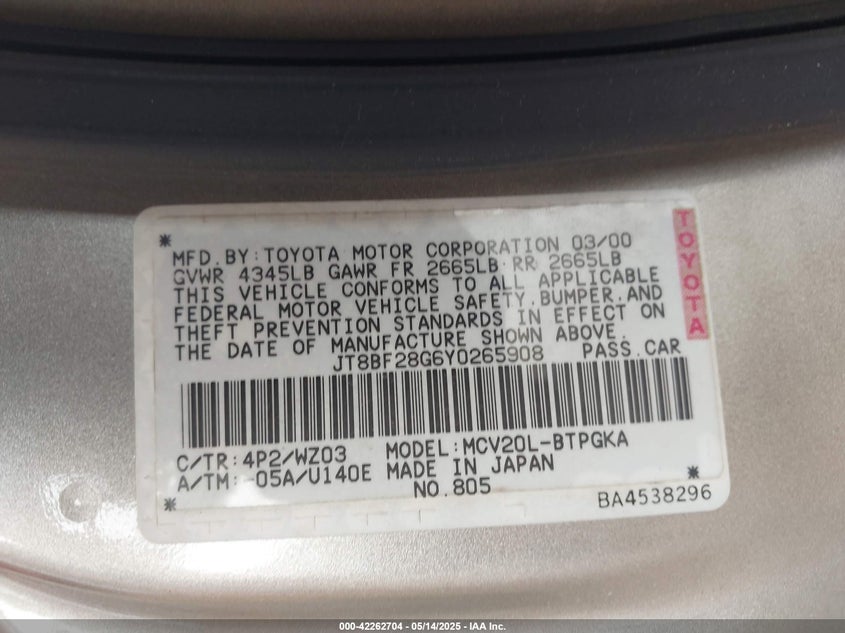 MFD.BY:TOYOTA MOTOR CORPORATION 03/00
GVWR 4345LB GAWR FR 2665LB RR 2665LB
THIS VEHICLE CONFORMS TO ALL APPLICABLE
FEDERAL MOTOR VEHICLE SAFETY,BUMPER,AND
THEFT PREVENTION STANDARDS IN EFFECT ON
THE DATE OF MANUFACTURE SHOWN ABOVE.
JT8BF28G6Y0265908 PASS.CAR
TOYOTA
C/TR:4P2/WZ03 MODEL:MCV20L-BTPGKA
A/TM:-05A/U140E MADE IN JAPAN
NO.805
BA4538296
000-42262704 - 05/14/2025 - IAA Inc.